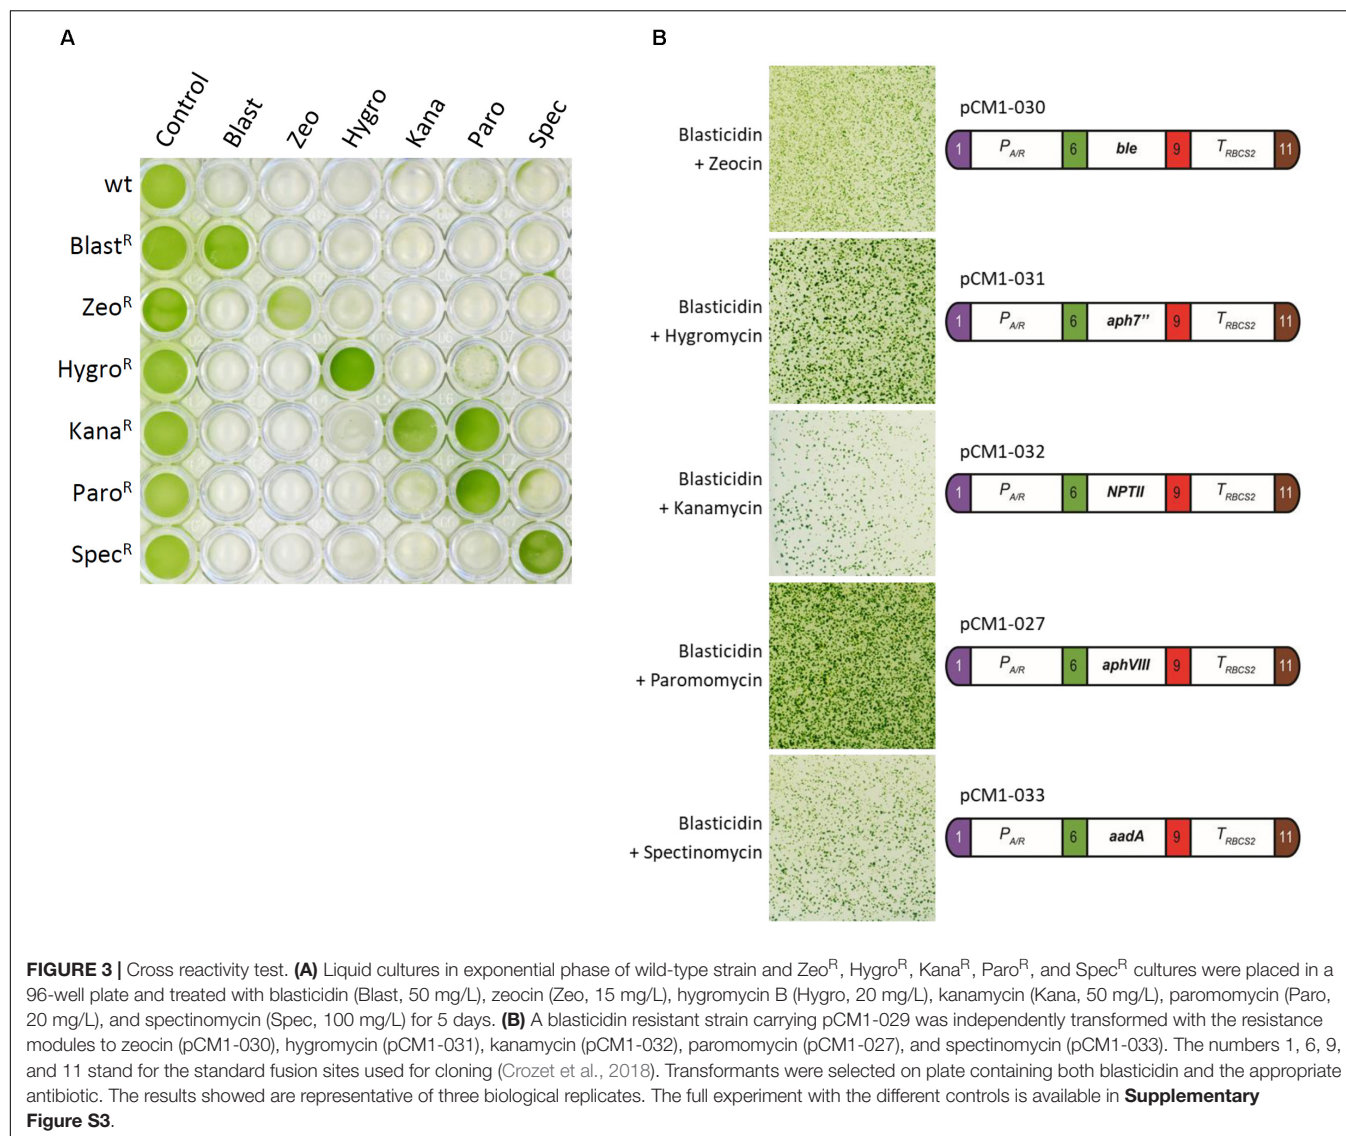 A
Control Blast Zeo Hygro Kana Paro Spec
wt
Blast^R
Zeo^R
Hygro^R
Kana^R
Paro^R
Spec^R
B
Blasticidin
+ Zeocin
pCM1-030
1 P_A/R 6 ble 9 T_RBCS2 11
Blasticidin
+ Hygromycin
pCM1-031
1 P_A/R 6 aph7” 9 T_RBCS2 11
Blasticidin
+ Kanamycin
pCM1-032
1 P_A/R 6 NPTII 9 T_RBCS2 11
Blasticidin
+ Paromomycin
pCM1-027
1 P_A/R 6 aphVIII 9 T_RBCS2 11
Blasticidin
+ Spectinomycin
pCM1-033
1 P_A/R 6 aadA 9 T_RBCS2 11
FIGURE 3 | Cross reactivity test. (A) Liquid cultures in exponential phase of wild-type strain and Zeo^R, Hygro^R, Kana^R, Paro^R, and Spec^R cultures were placed in a
96-well plate and treated with blasticidin (Blast, 50 mg/L), zeocin (Zeo, 15 mg/L), hygromycin B (Hygro, 20 mg/L), kanamycin (Kana, 50 mg/L), paromomycin (Paro,
20 mg/L), and spectinomycin (Spec, 100 mg/L) for 5 days. (B) A blasticidin resistant strain carrying pCM1-029 was independently transformed with the resistance
modules to zeocin (pCM1-030), hygromycin (pCM1-031), kanamycin (pCM1-032), paromomycin (pCM1-027), and spectinomycin (pCM1-033). The numbers 1, 6, 9,
and 11 stand for the standard fusion sites used for cloning (Crozet et al., 2018). Transformants were selected on plate containing both blasticidin and the appropriate
antibiotic. The results showed are representative of three biological replicates. The full experiment with the different controls is available in Supplementary
Figure S3.